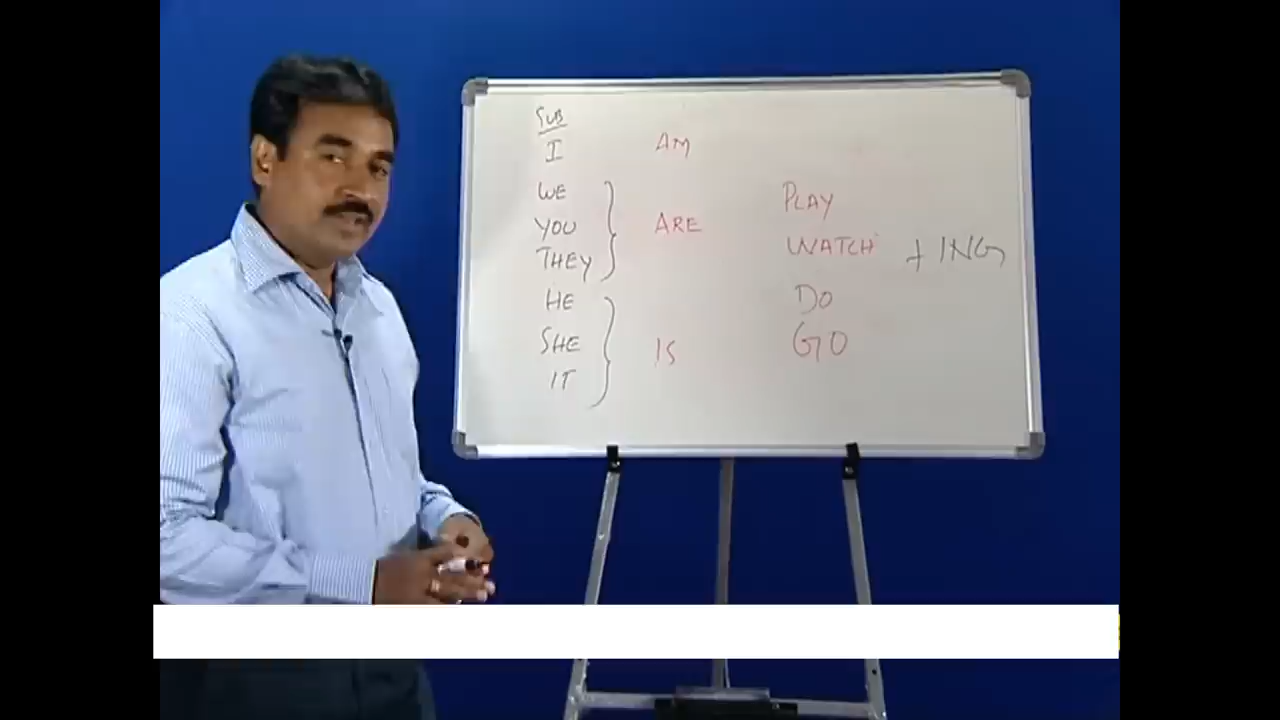 SUB
I AM
WE
YOU ARE
THEY
HE
SHE IS
IT
PLAY
WATCH + ING
DO
GO